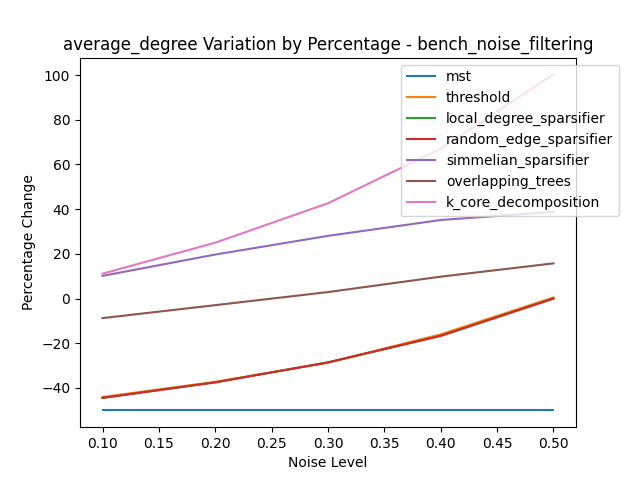 average_degree Variation by Percentage - bench_noise_filtering
mst
threshold
local_degree_sparsifier
random_edge_sparsifier
simmelian_sparsifier
overlapping_trees
k_core_decomposition
Percentage Change
100
80
60
40
20
0
−20
−40
0.10 0.15 0.20 0.25 0.30 0.35 0.40 0.45 0.50
Noise Level